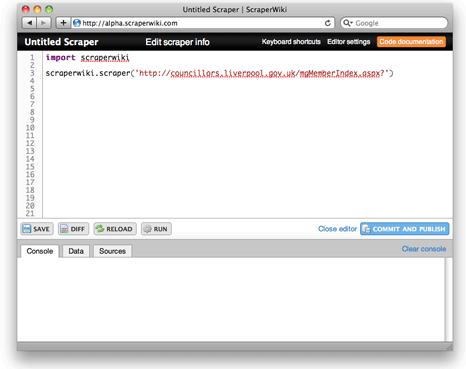 Untitled Scraper | ScraperWiki
http://alpha.scraperwiki.com
Google
Untitled Scraper Edit scraper info Keyboard shortcuts Editor settings Code documentation
1 import scraperwiki
2
3 scraperwiki.scraper('http://councillors.liverpool.gov.uk/mgMemberIndex.aspx?')
4
5
6
7
8
9
10
11
12
13
14
15
16
17
18
19
20
21
SAVE DIFF RELOAD RUN Close editor COMMIT AND PUBLISH
Console Data Sources Clear console